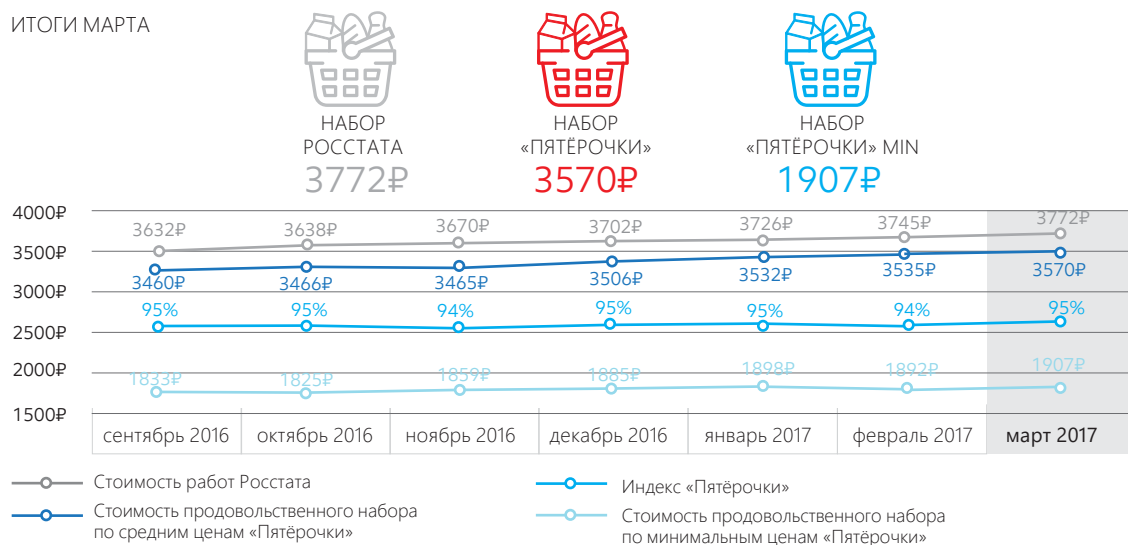 ИТОГИ МАРТА
НАБОР
РОССТАТА
3772₽
НАБОР
«ПЯТЁРОЧКИ»
3570₽
НАБОР
«ПЯТЁРОЧКИ» MIN
1907₽
4000₽
3500₽
3000₽
2500₽
2000₽
1500₽
3632₽ 3638₽ 3670₽ 3702₽ 3726₽ 3745₽ 3772₽
3460₽ 3466₽ 3465₽ 3506₽ 3532₽ 3535₽ 3570₽
95% 95% 94% 95% 95% 94% 95%
1833₽ 1825₽ 1859₽ 1885₽ 1898₽ 1892₽ 1907₽
сентябрь 2016 октябрь 2016 ноябрь 2016 декабрь 2016 январь 2017 февраль 2017 март 2017
Стоимость работ Росстата
Стоимость продовольственного набора
по средним ценам «Пятёрочки»
Индекс «Пятёрочки»
Стоимость продовольственного набора
по минимальным ценам «Пятёрочки»